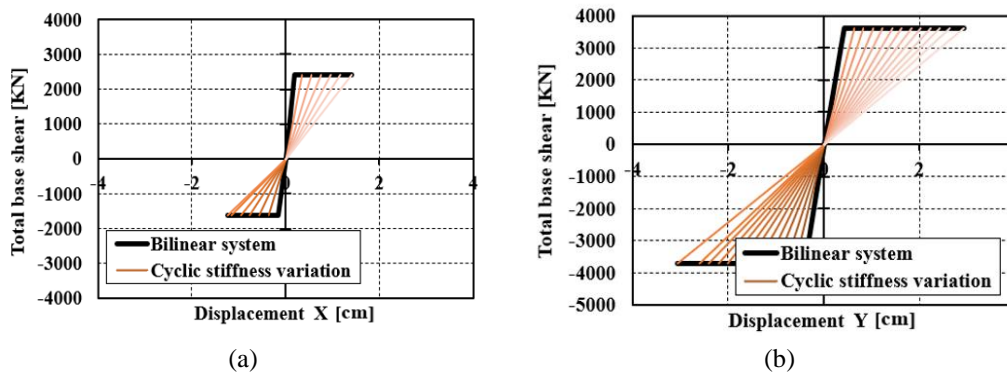 Total base shear [KN]
4000
3000
2000
1000
0
-1000
-2000
-3000
-4000
-4
-2
0
2
4
Bilinear system
Cyclic stiffness variation
Displacement X [cm]
(a)
Total base shear [KN]
4000
3000
2000
1000
0
-1000
-2000
-3000
-4000
-5000
-4
-2
0
2
Bilinear system
Cyclic stiffness variation
Displacement Y [cm]
(b)